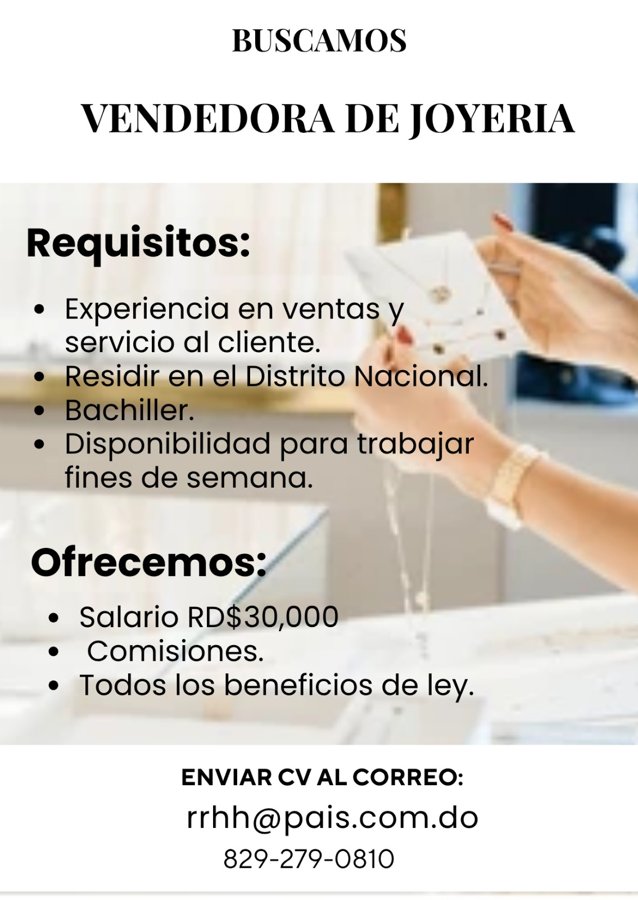 BUSCAMOS
VENDEDORA DE JOYERIA
Requisitos:
• Experiencia en ventas y
servicio al cliente.
• Residir en el Distrito Nacional.
• Bachiller.
• Disponibilidad para trabajar
fines de semana.
Ofrecemos:
• Salario RD$30,000
• Comisiones.
• Todos los beneficios de ley.
ENVIAR CV AL CORREO:
rrhh@pais.com.do
829-279-0810